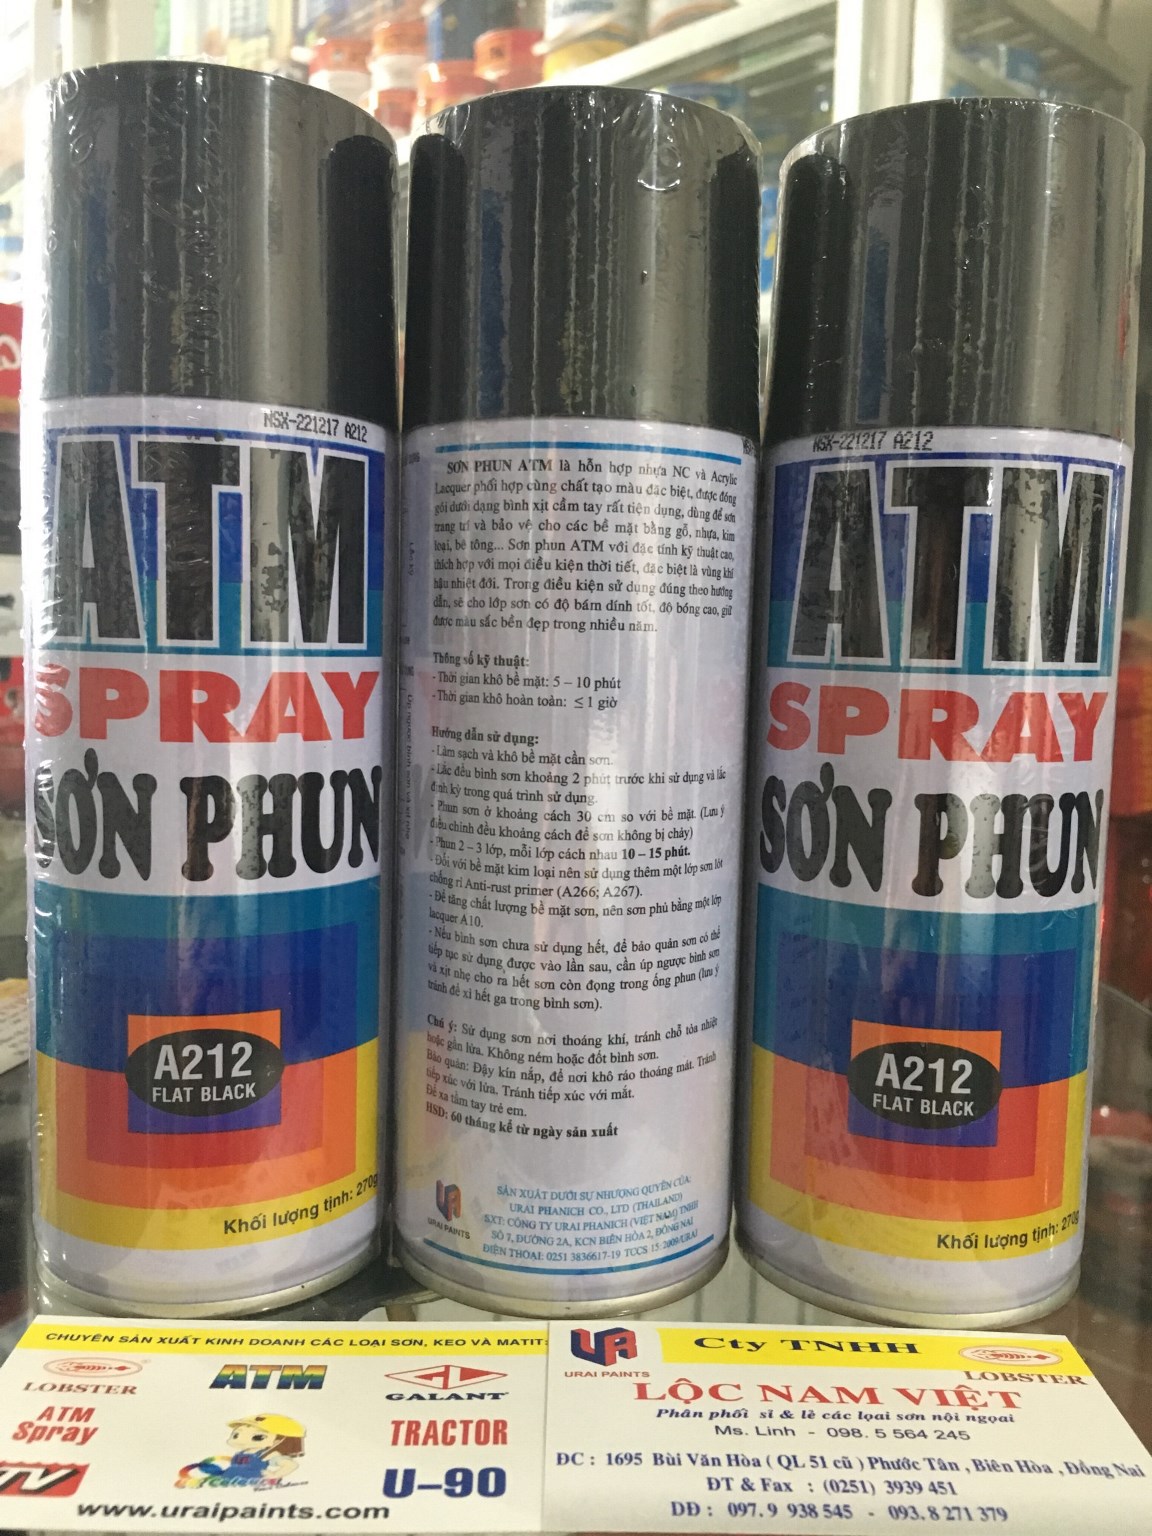 NSX-221217 A212
ATM
SPRAY
SƠN PHUN
A212
FLAT BLACK
Khối lượng tịnh: 270g
SƠN PHUN ATM là hỗn hợp nhựa NC và Acrylic
Lacquer phối hợp cùng chất tạo màu đặc biệt, được đóng
gói dưới dạng bình xịt cầm tay rất tiện dụng, dùng để sơn
trang trí và bảo vệ cho các bề mặt bằng gỗ, nhựa, kim
loại, bê tông... Sơn phun ATM với đặc tính kỹ thuật cao,
thích hợp với mọi điều kiện thời tiết, đặc biệt là vùng khí
hậu nhiệt đới. Trong điều kiện sử dụng đúng theo hướng
dẫn, sẽ cho lớp sơn có độ bám dính tốt, độ bóng cao, giữ
được màu sắc bền đẹp trong nhiều năm.
Thông số kỹ thuật:
- Thời gian khô bề mặt: 5 – 10 phút
- Thời gian khô hoàn toàn: ≤ 1 giờ
Hướng dẫn sử dụng:
- Làm sạch và khô bề mặt cần sơn.
- Lắc đều bình sơn khoảng 2 phút trước khi sử dụng và lắc
định kỳ trong quá trình sử dụng.
- Phun sơn ở khoảng cách 30 cm so với bề mặt. (Lưu ý
điều chỉnh đều khoảng cách để sơn không bị chảy)
- Phun 2 – 3 lớp, mỗi lớp cách nhau 10 – 15 phút.
- Đối với bề mặt kim loại nên sử dụng thêm một lớp sơn lót
chống rỉ Anti-rust primer (A266; A267).
- Để tăng chất lượng bề mặt sơn, nên sơn phủ bằng một lớp
lacquer A10.
- Nếu bình sơn chưa sử dụng hết, để bảo quản sơn có thể
tiếp tục sử dụng được vào lần sau, cần úp ngược bình sơn
và xịt nhẹ cho ra hết sơn còn đọng trong ống phun (lưu ý
tránh để xì hết ga trong bình sơn).
Chú ý: Sử dụng sơn nơi thoáng khí, tránh chỗ tỏa nhiệt
hoặc gần lửa. Không ném hoặc đốt bình sơn.
Bảo quản: Đậy kín nắp, để nơi khô ráo thoáng mát. Tránh
tiếp xúc với lửa. Tránh tiếp xúc với mắt.
Để xa tầm tay trẻ em.
HSD: 60 tháng kể từ ngày sản xuất
URAI PAINTS
SẢN XUẤT DƯỚI SỰ NHƯỢNG QUYỀN CỦA:
URAI PHANICH CO., LTD (THAILAND)
SXT: CÔNG TY URAI PHANICH (VIỆT NAM) TNHH
SỐ 7, ĐƯỜNG 2A, KCN BIÊN HÒA 2, ĐỒNG NAI
ĐIỆN THOẠI: 0251 3836617-19 TCCS 15:2009/URAI
NSX-221217 A212
ATM
SPRAY
SƠN PHUN
A212
FLAT BLACK
Khối lượng tịnh: 270g
CHUYÊN SẢN XUẤT KINH DOANH CÁC LOẠI SƠN, KEO VÀ MATIT:
LOBSTER
ATM
GALANT
ATM
Spray
TRACTOR
TV
U-90
www.uraipaints.com
URAI PAINTS
Cty TNHH
LOBSTER
LỘC NAM VIỆT
Phân phối sỉ & lẻ các lọai sơn nội ngọai
Ms. Linh - 098. 5 564 245
ĐC : 1695 Bùi Văn Hòa ( QL 51 cũ ) Phước Tân , Biên Hòa , Đồng Nai
ĐT & Fax : (0251) 3939 451
DĐ : 097. 9 938 545 - 093. 8 271 379